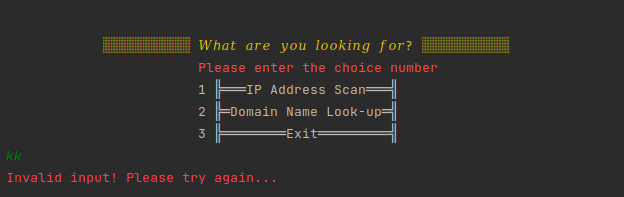 What are you looking for?
Please enter the choice number
1 ╠═══IP Address Scan═══╣
2 ╠═Domain Name Look-up═╣
3 ╠════════Exit═════════╣
kk
Invalid input! Please try again...